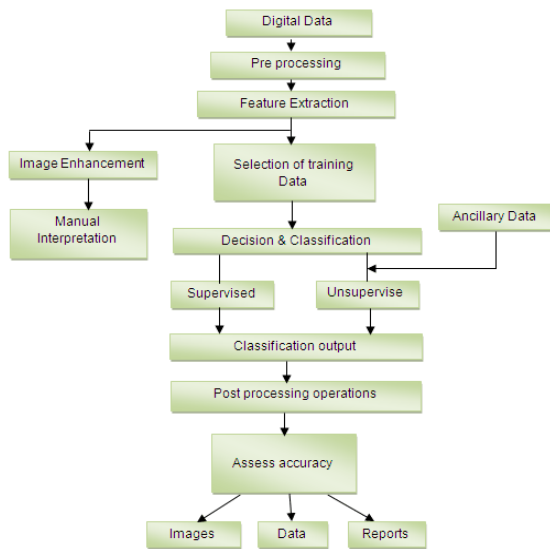 Digital Data
Pre processing
Feature Extraction
Image Enhancement
Selection of training
Data
Manual
Interpretation
Ancillary Data
Decision & Classification
Supervised
Unsupervise
Classification output
Post processing operations
Assess accuracy
Images
Data
Reports